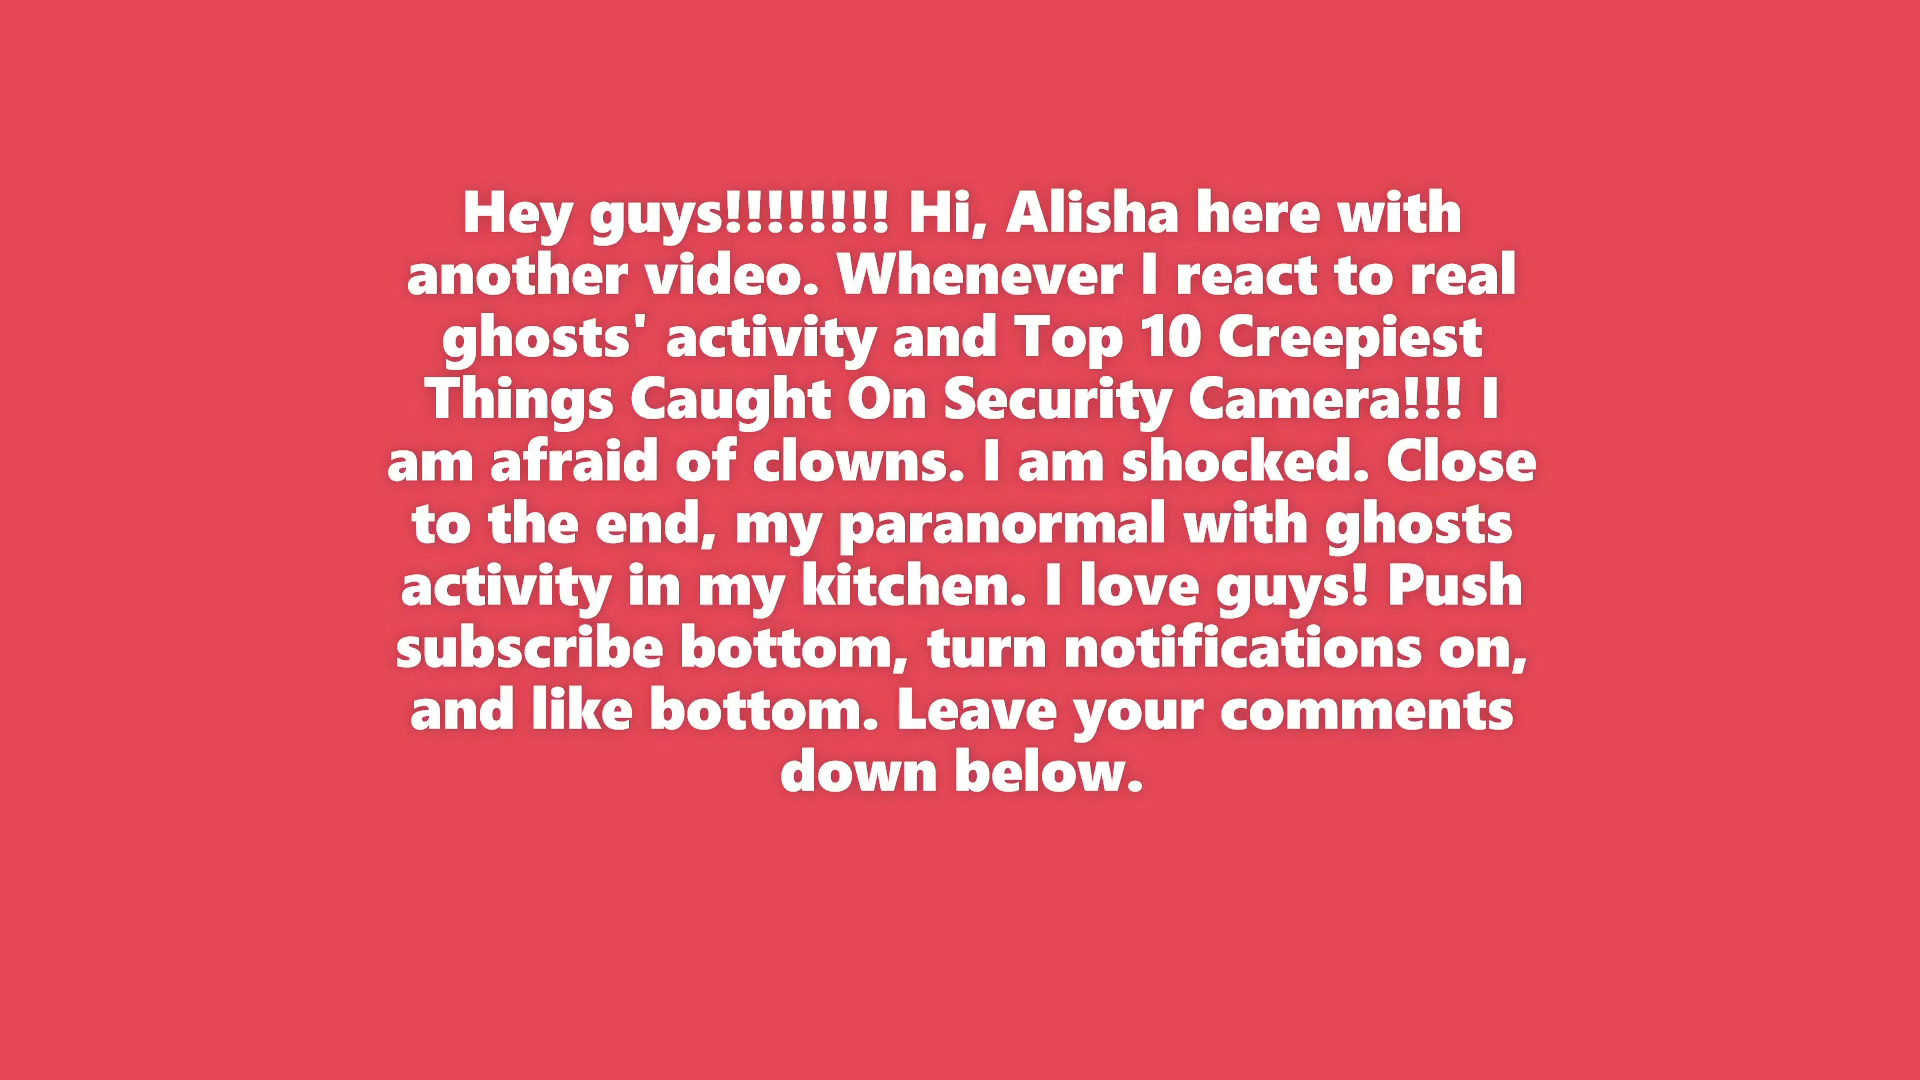 Hey guys!!!!!!!! Hi, Alisha here with
another video. Whenever I react to real
ghosts' activity and Top 10 Creepiest
Things Caught On Security Camera!!! I
am afraid of clowns. I am shocked. Close
to the end, my paranormal with ghosts
activity in my kitchen. I love guys! Push
subscribe bottom, turn notifications on,
and like bottom. Leave your comments
down below.